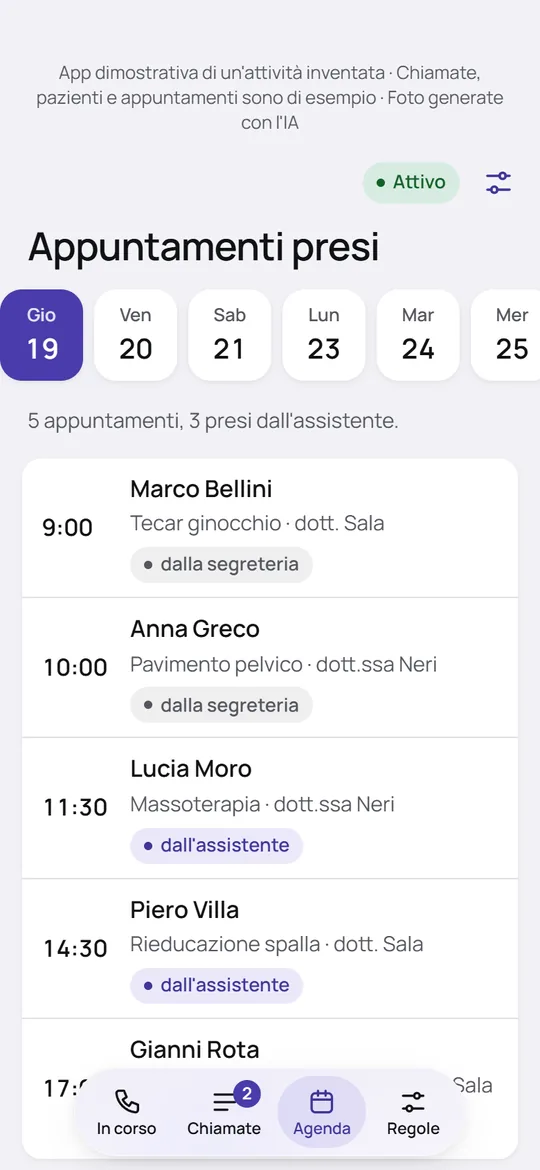 App dimostrativa di un'attività inventata · Chiamate,
pazienti e appuntamenti sono di esempio · Foto generate
con l'IA
Attivo
Appuntamenti presi
Gio
19
Ven
20
Sab
21
Lun
23
Mar
24
Mer
25
5 appuntamenti, 3 presi dall'assistente.
9:00
Marco Bellini
Tecar ginocchio · dott. Sala
dalla segreteria
10:00
Anna Greco
Pavimento pelvico · dott.ssa Neri
dalla segreteria
11:30
Lucia Moro
Massoterapia · dott.ssa Neri
dall'assistente
14:30
Piero Villa
Rieducazione spalla · dott. Sala
dall'assistente
Gianni Rota
Sala
In corso
2
Chiamate
Agenda
Regole